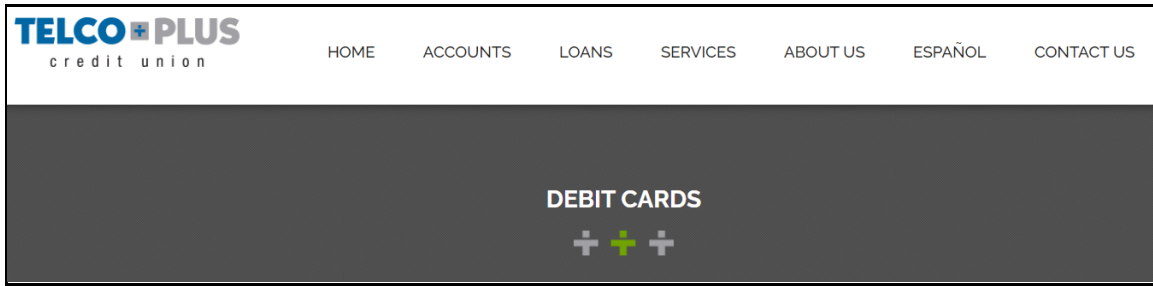 TELCO PLUS
credit union
HOME ACCOUNTS LOANS SERVICES ABOUT US ESPAÑOL CONTACT US
DEBIT CARDS